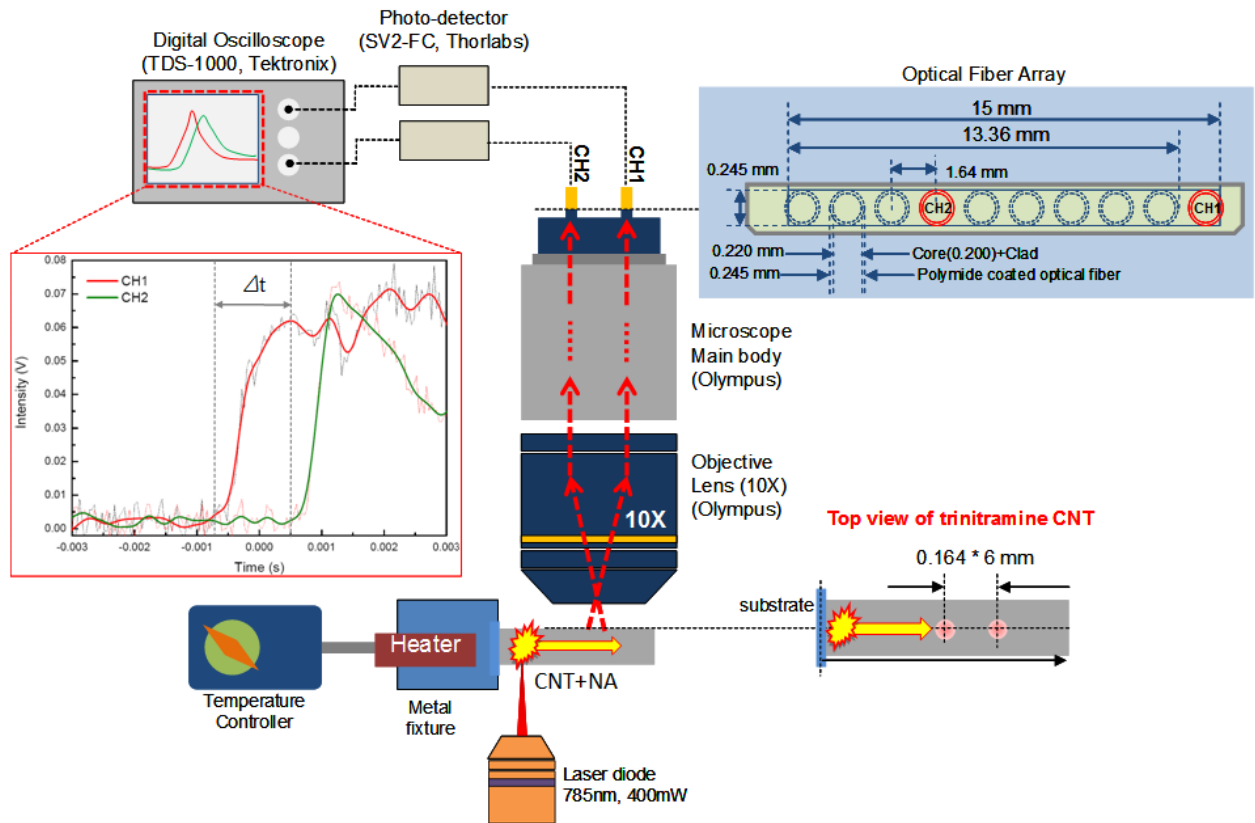 Digital Oscilloscope
(TDS-1000, Tektronix)
Photo-detector
(SV2-FC, Thorlabs)
CH2
CH1
Optical Fiber Array
15 mm
13.36 mm
0.245 mm
1.64 mm
CH2
CH1
0.220 mm
Core(0.200)+Clad
0.245 mm
Polymide coated optical fiber
0.08
0.07
0.06
0.05
0.04
0.03
0.02
0.01
0.00
Intensity (V)
CH1
CH2
Δt
-0.003
-0.002
-0.001
0.000
0.001
0.002
0.003
Time (s)
Microscope
Main body
(Olympus)
Objective
Lens (10X)
(Olympus)
10X
Top view of trinitramine CNT
0.164 * 6 mm
substrate
Heater
CNT+NA
Temperature
Controller
Metal
fixture
Laser diode
785nm, 400mW